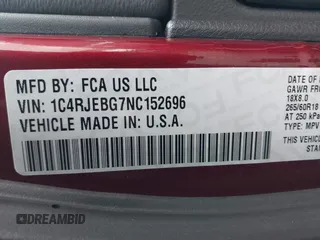 MFD BY: FCA US LLC
VIN: 1C4RJEBG7NC152696
VEHICLE MADE IN: U.S.A.
DATE OF
GAWR FR
18X8.0
265/60R18
AT 250 kPa
TYPE: MPV
THIS VEHIC
STAN
DREAMBID